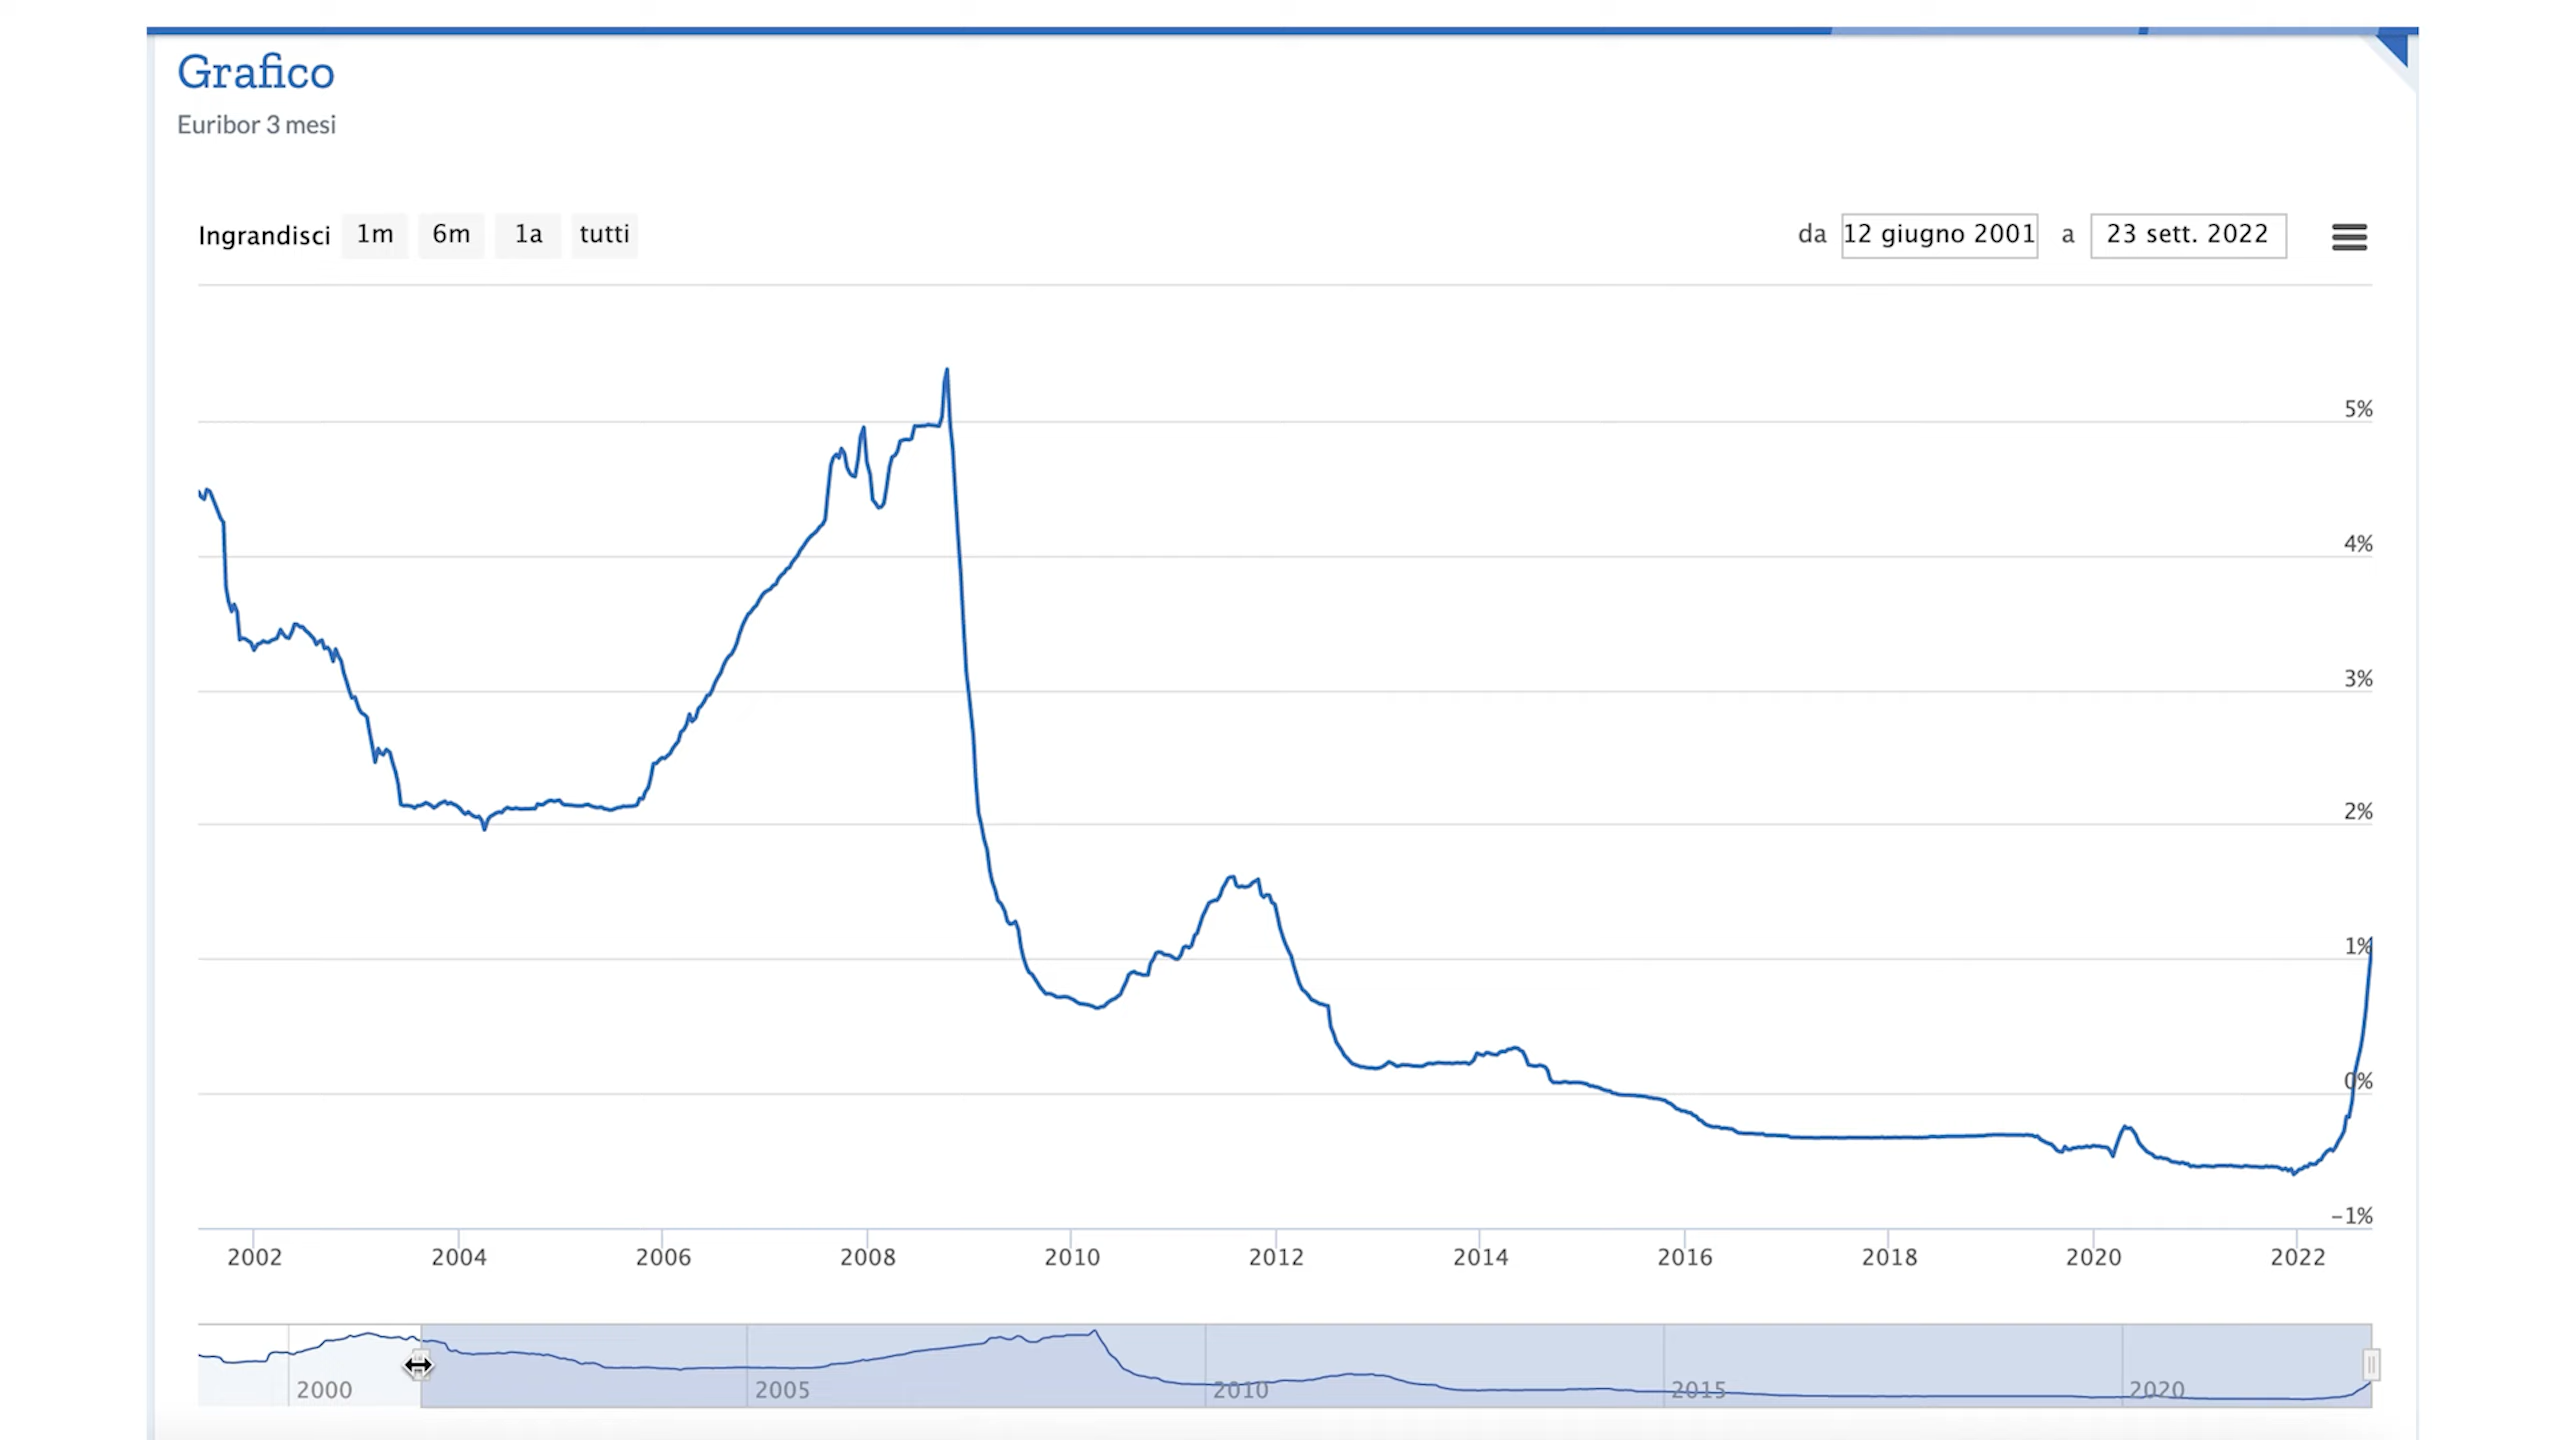 Grafico
Euribor 3 mesi
Ingrandisci 1m 6m 1a tutti da 12 giugno 2001 a 23 sett. 2022
5%
4%
3%
2%
1%
0%
−1%
2002 2004 2006 2008 2010 2012 2014 2016 2018 2020 2022
2000 2005 2010 2015 2020